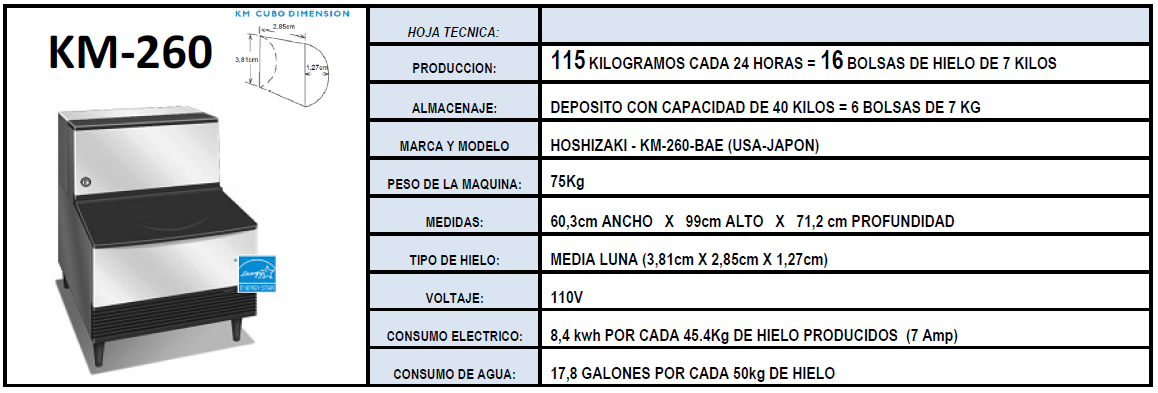 KM CUBO DIMENSION
2,85cm
3,81cm
1,27cm
KM-260
energy
ENERGY STAR
HOJA TECNICA:
PRODUCCION: 115 KILOGRAMOS CADA 24 HORAS = 16 BOLSAS DE HIELO DE 7 KILOS
ALMACENAJE: DEPOSITO CON CAPACIDAD DE 40 KILOS = 6 BOLSAS DE 7 KG
MARCA Y MODELO HOSHIZAKI - KM-260-BAE (USA-JAPON)
PESO DE LA MAQUINA: 75Kg
MEDIDAS: 60,3cm ANCHO X 99cm ALTO X 71,2 cm PROFUNDIDAD
TIPO DE HIELO: MEDIA LUNA (3,81cm X 2,85cm X 1,27cm)
VOLTAJE: 110V
CONSUMO ELECTRICO: 8,4 kwh POR CADA 45.4Kg DE HIELO PRODUCIDOS (7 Amp)
CONSUMO DE AGUA: 17,8 GALONES POR CADA 50kg DE HIELO